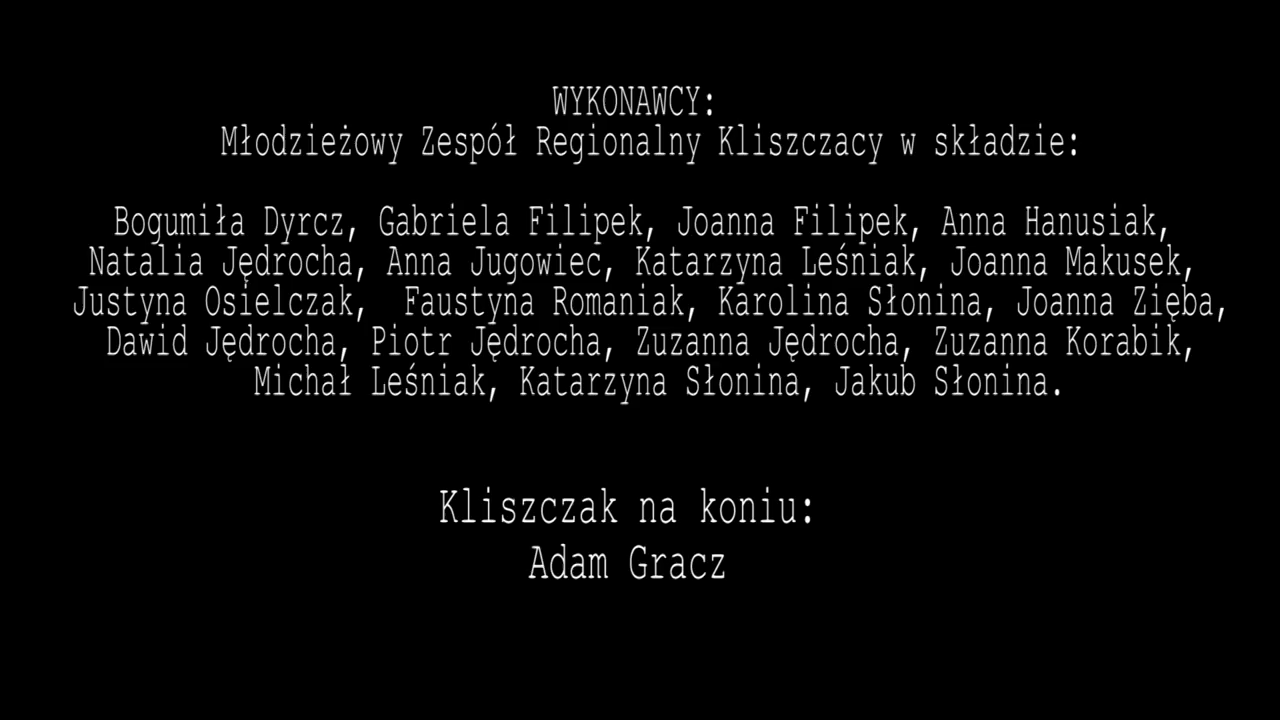 WYKONAWCY:
Młodzieżowy Zespół Regionalny Kliszczacy w składzie:
Bogumiła Dyrcz, Gabriela Filipek, Joanna Filipek, Anna Hanusiak,
Natalia Jędrocha, Anna Jugowiec, Katarzyna Leśniak, Joanna Makusek,
Justyna Osielczak, Faustyna Romaniak, Karolina Słonina, Joanna Zięba,
Dawid Jędrocha, Piotr Jędrocha, Zuzanna Jędrocha, Zuzanna Korabik,
Michał Leśniak, Katarzyna Słonina, Jakub Słonina.
Kliszczak na koniu:
Adam Gracz